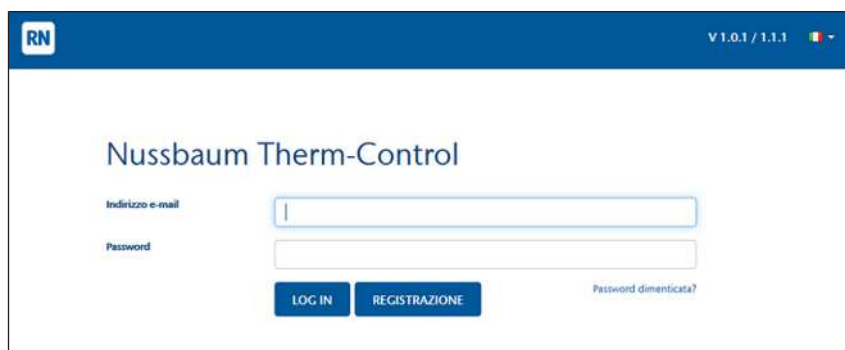 RN
V 1.0.1 / 1.1.1
Nussbaum Therm-Control
Indirizzo e-mail
Password
LOG IN REGISTRAZIONE Password dimenticata?